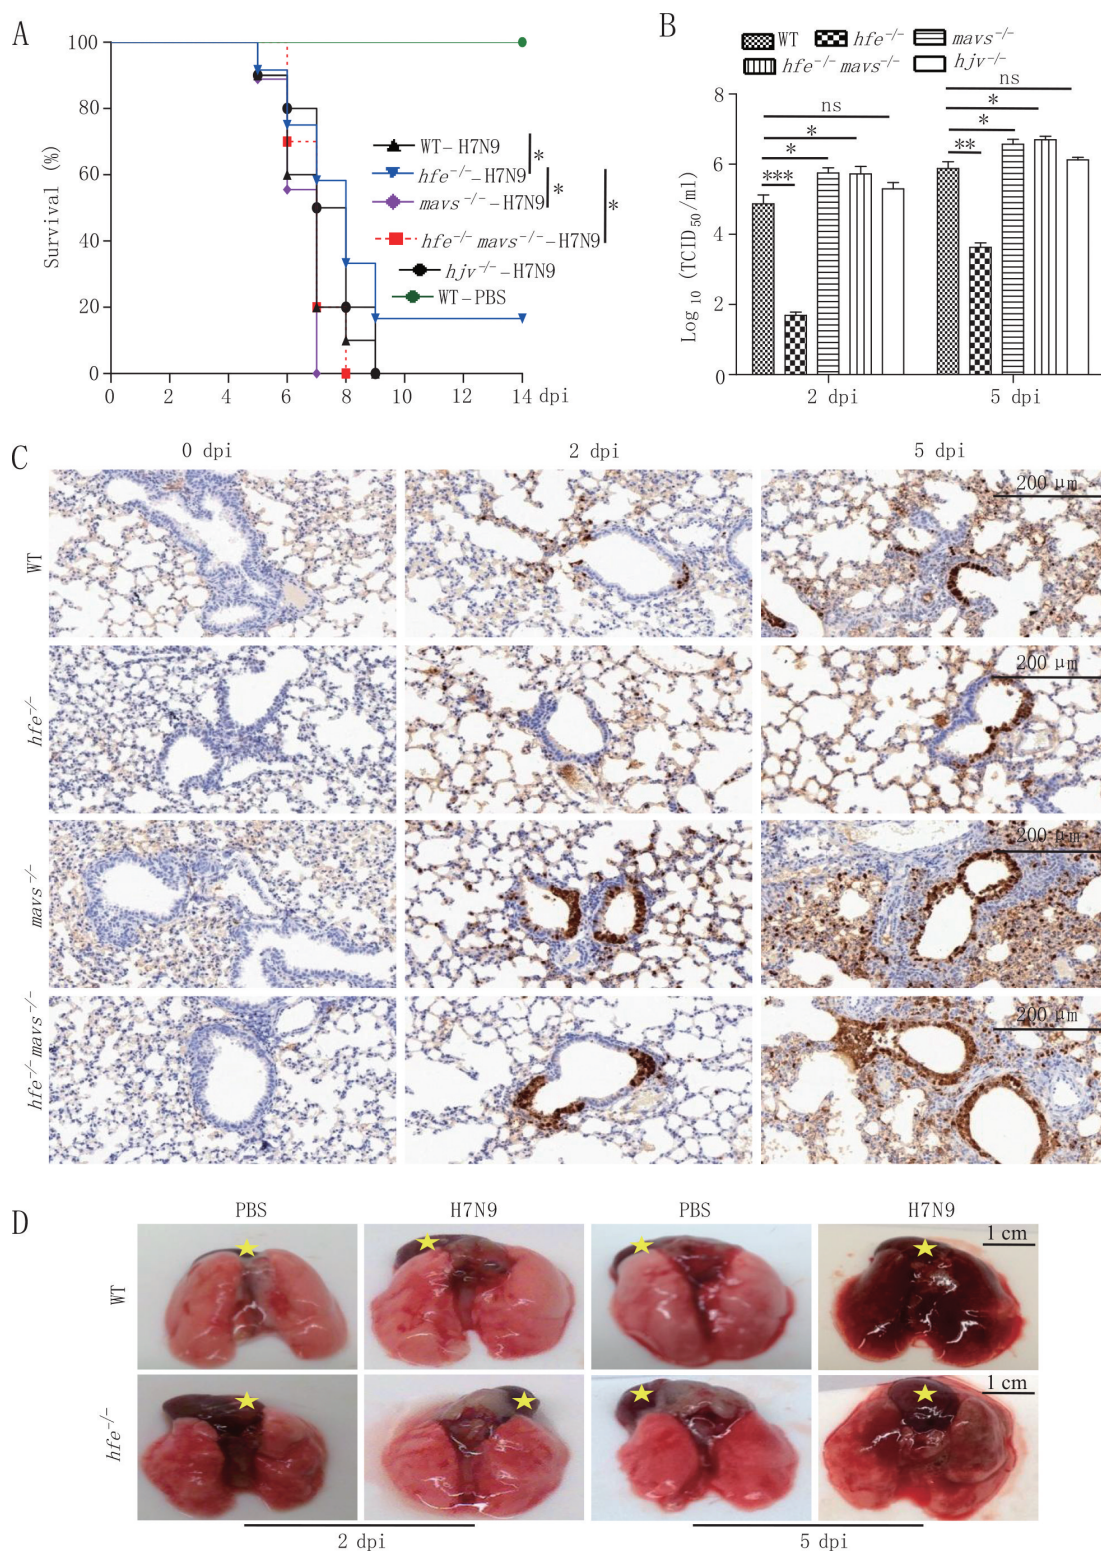 A
Survival (%)
100
80
60
40
20
0
0 2 4 6 8 10 12 14 dpi
WT-H7N9
hfe-/--H7N9
mavs-/--H7N9
hfe-/- mavs-/--H7N9
hjv-/--H7N9
WT-PBS
*
*
*
B
WT hfe-/- mavs-/-
hfe-/- mavs-/- hjv-/-
Log10 (TCID50/ml)
8
6
4
2
0
ns
*
*
***
ns
*
*
**
2 dpi 5 dpi
C
0 dpi 2 dpi 5 dpi
WT
200 μm
hfe-/-
200 μm
mavs-/-
200 μm
hfe-/- mavs-/-
200 μm
D
PBS H7N9 PBS H7N9
WT
1 cm
hfe-/-
1 cm
2 dpi 5 dpi